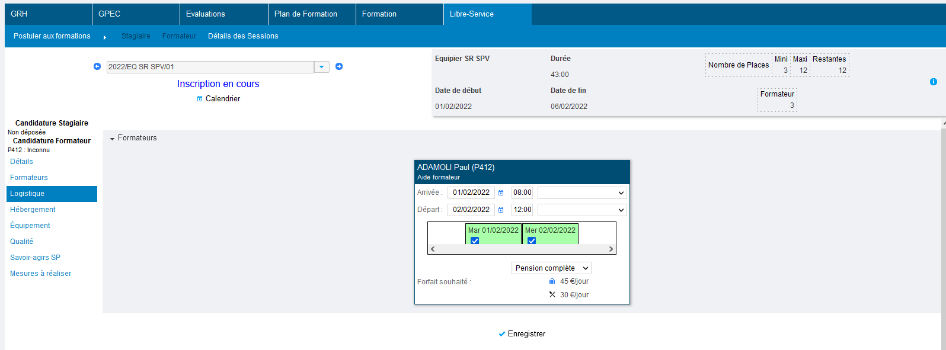 GRH GPEC Evaluations Plan de Formation Formation Libre-Service
Postuler aux formations Stagiaire Formateur Détails des Sessions
2022/EQ SR SPV/01
Inscription en cours
Calendrier
Equipier SR SPV Durée
43:00
Date de début Date de fin
01/02/2022 06/02/2022
Mini Maxi Restantes
Nombre de Places 3 12 12
Formateur
3
Candidature Stagiaire
Non déposée
Candidature Formateur
P412 : Inconnu
Détails
Formateurs
Logistique
Hébergement
Équipement
Qualité
Savoir-agirs SP
Mesures à réaliser
Formateurs
ADAMOLI Paul (P412)
Aide formateur
Arrivée : 01/02/2022 08:00
Départ : 02/02/2022 12:00
Mar 01/02/2022 Mer 02/02/2022
Pension complète
Forfait souhaité : 45 €/jour
30 €/jour
Enregistrer